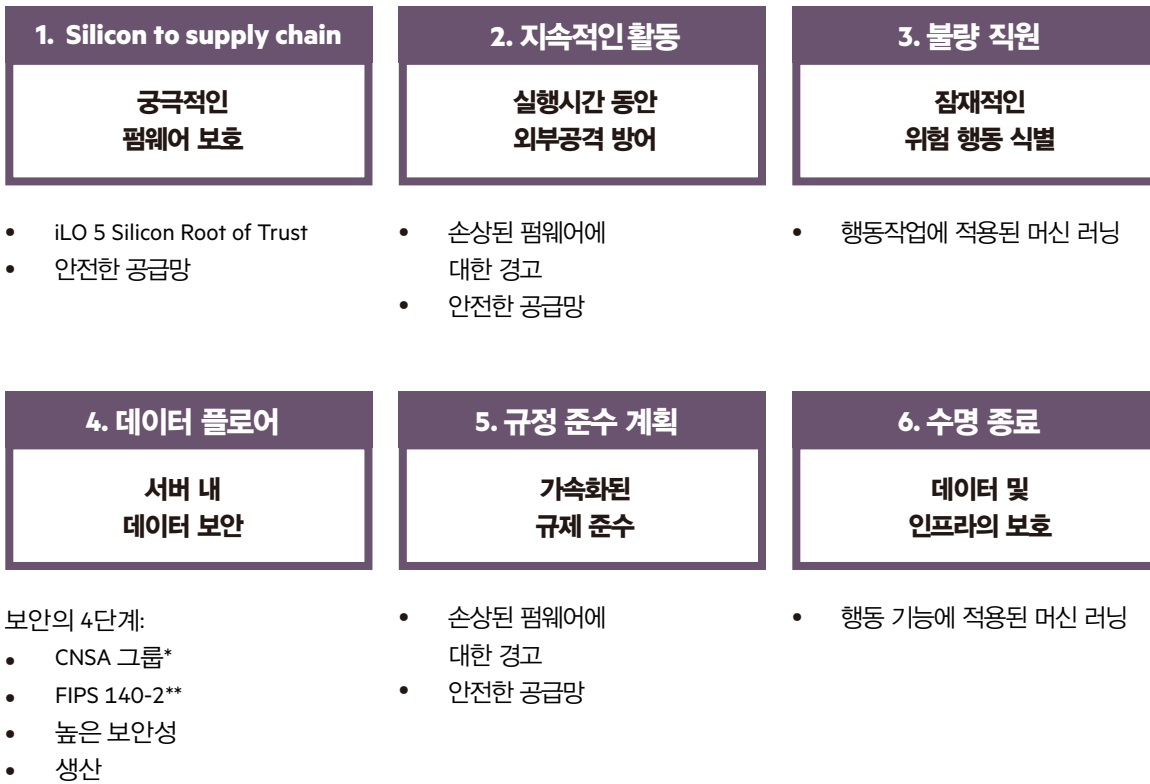 1. Silicon to supply chain
궁극적인
펌웨어 보호
• iLO 5 Silicon Root of Trust
• 안전한 공급망
2. 지속적인 활동
실행시간 동안
외부공격 방어
• 손상된 펌웨어에
대한 경고
• 안전한 공급망
3. 불량 직원
잠재적인
위험 행동 식별
• 행동작업에 적용된 머신 러닝
4. 데이터 플로어
서버 내
데이터 보안
보안의 4단계:
• CNSA 그룹*
• FIPS 140-2**
• 높은 보안성
• 생산
5. 규정 준수 계획
가속화된
규제 준수
• 손상된 펌웨어에
대한 경고
• 안전한 공급망
6. 수명 종료
데이터 및
인프라의 보호
• 행동 기능에 적용된 머신 러닝